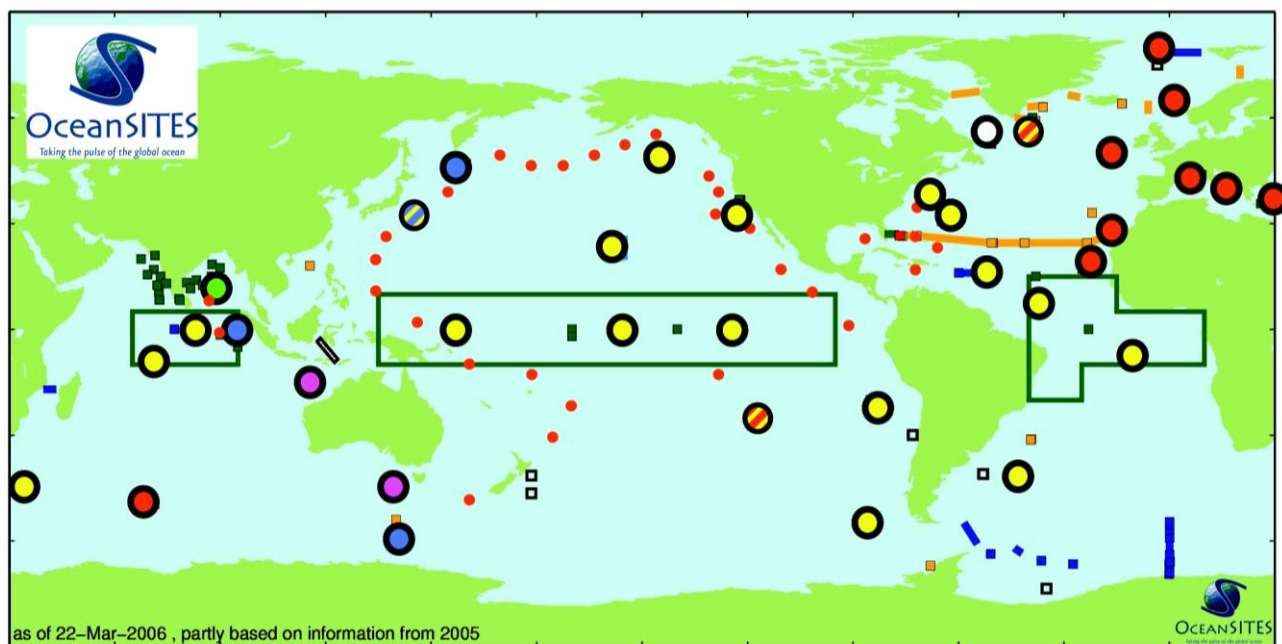 OceanSITES
Taking the pulse of the global ocean
as of 22-Mar-2006 , partly based on information from 2005
OCEANSITES